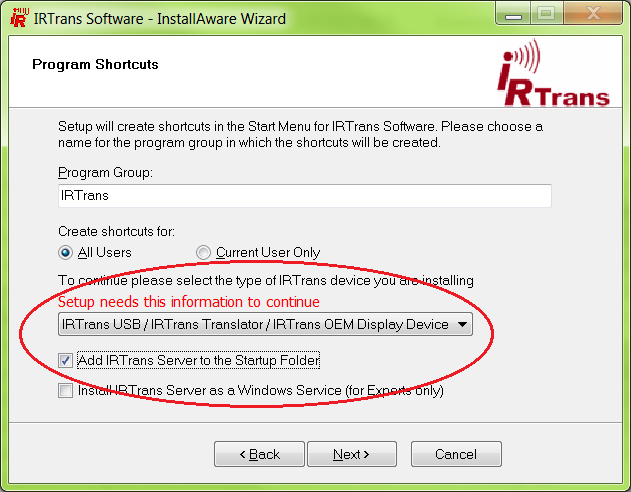 IRTrans Software - InstallAware Wizard
Program Shortcuts
iRTrans
Setup will create shortcuts in the Start Menu for IRTrans Software. Please choose a
name for the program group in which the shortcuts will be created.
Program Group:
IRTrans
Create shortcuts for:
All Users
Current User Only
To continue please select the type of IRTrans device you are installing
Setup needs this information to continue
IRTrans USB / IRTrans Translator / IRTrans OEM Display Device
Add IRTrans Server to the Startup Folder
Install IRTrans Server as a Windows Service (for Experts only)
< Back
Next >
Cancel